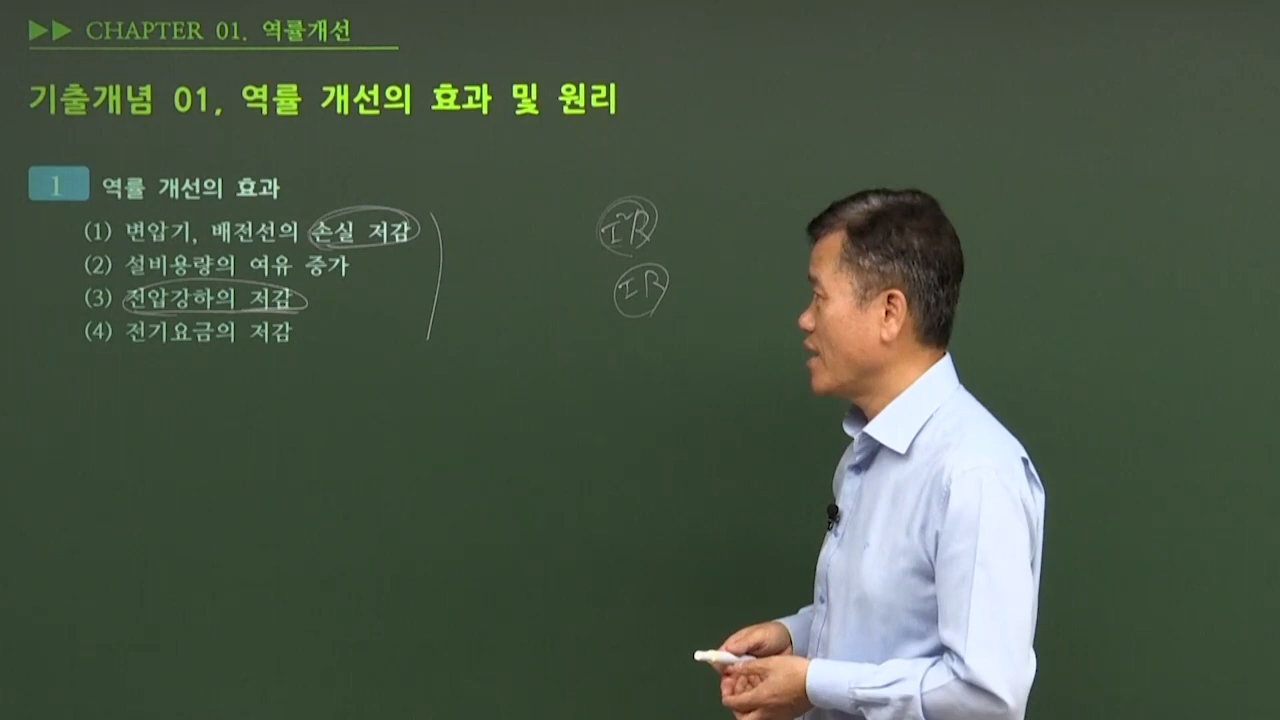 ▶▶ CHAPTER 01. 역률개선
기출개념 01, 역률 개선의 효과 및 원리
1 역률 개선의 효과
(1) 변압기, 배전선의 손실 저감
I²R
(2) 설비용량의 여유 증가
(3) 전압강하의 저감
IR
(4) 전기요금의 저감